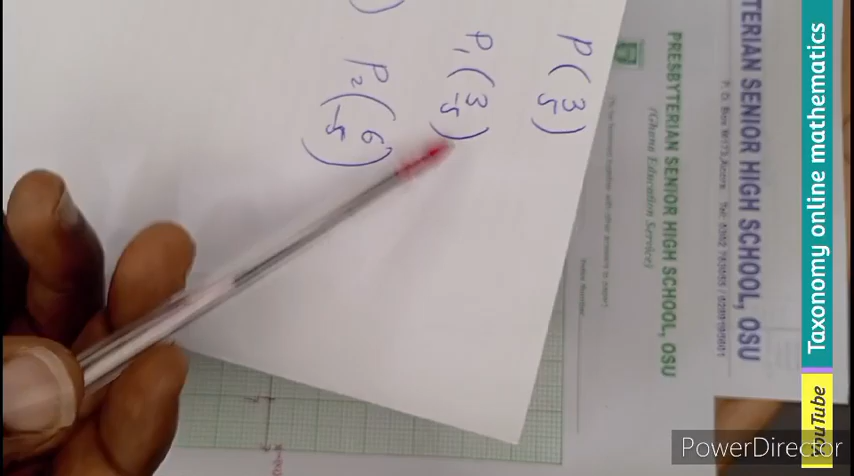 P(3
5)
P1(3
-5)
P2(6
-5)
PRESBYTERIAN SENIOR HIGH SCHOOL, OSU
(Ghana Education Service)
TERIAN SENIOR HIGH SCHOOL, OSU
Taxonomy online mathematics
YouTube
PowerDirector